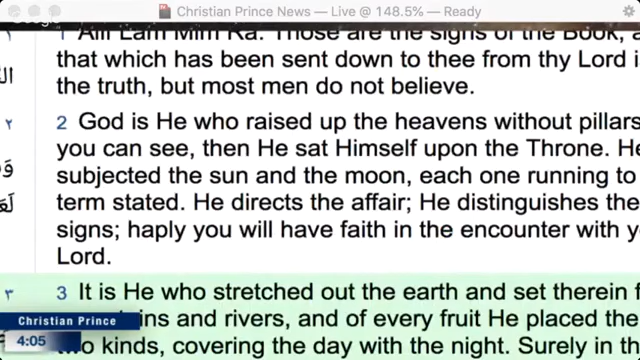 Christian Prince News — Live @ 148.5% — Ready
1 Alif Lam Mim Ra. Those are the signs of the Book, a
that which has been sent down to thee from thy Lord i
the truth, but most men do not believe.
٢
2 God is He who raised up the heavens without pillars
you can see, then He sat Himself upon the Throne. He
subjected the sun and the moon, each one running to
term stated. He directs the affair; He distinguishes the
signs; haply you will have faith in the encounter with y
Lord.
٣
3 It is He who stretched out the earth and set therein f
ins and rivers, and of every fruit He placed the
o kinds, covering the day with the night. Surely in th
Christian Prince
4:05